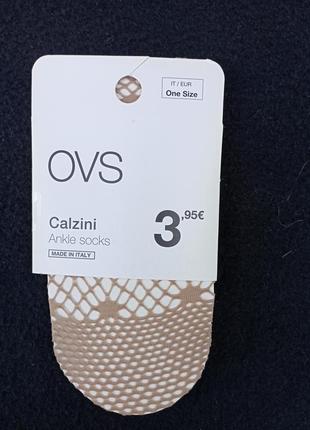 IT / EUR
One Size
OVS
Calzini
Ankle socks
MADE IN ITALY
3,95€